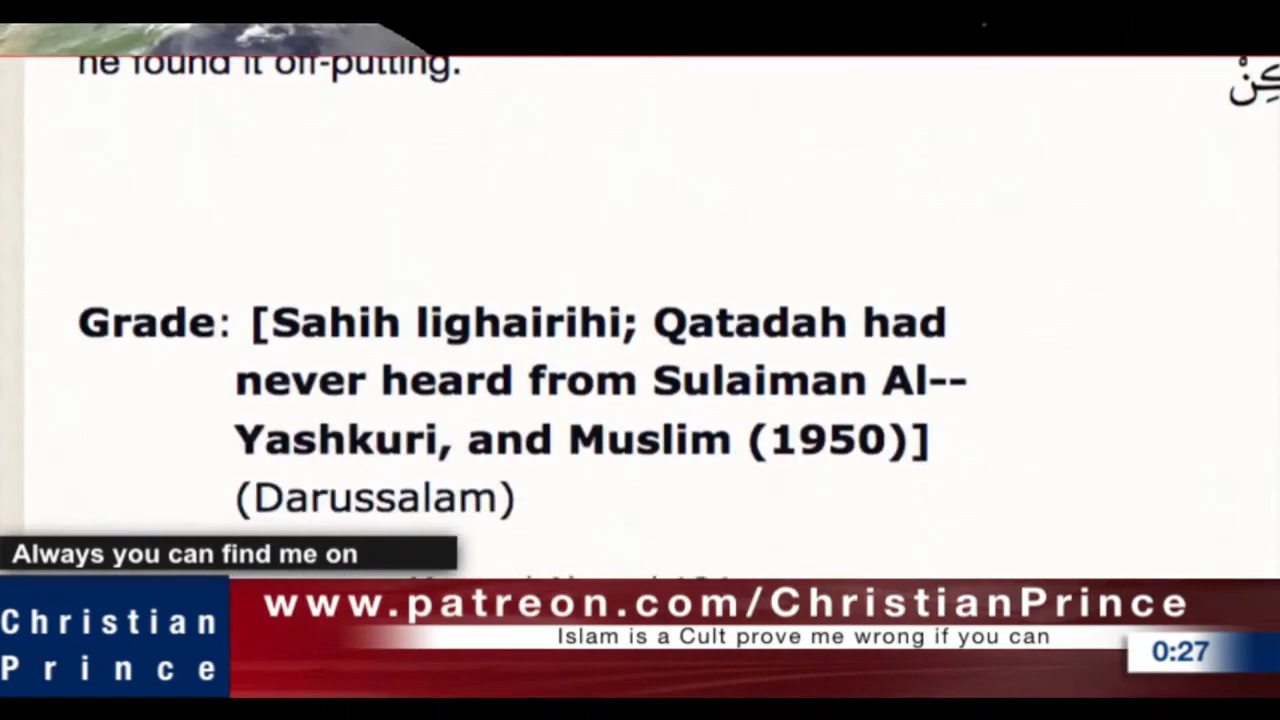 he found it off-putting.
Grade: [Sahih lighairihi; Qatadah had
never heard from Sulaiman Al--
Yashkuri, and Muslim (1950)]
(Darussalam)
Always you can find me on
Christian
Prince
www.patreon.com/ChristianPrince
Islam is a Cult prove me wrong if you can
0:27